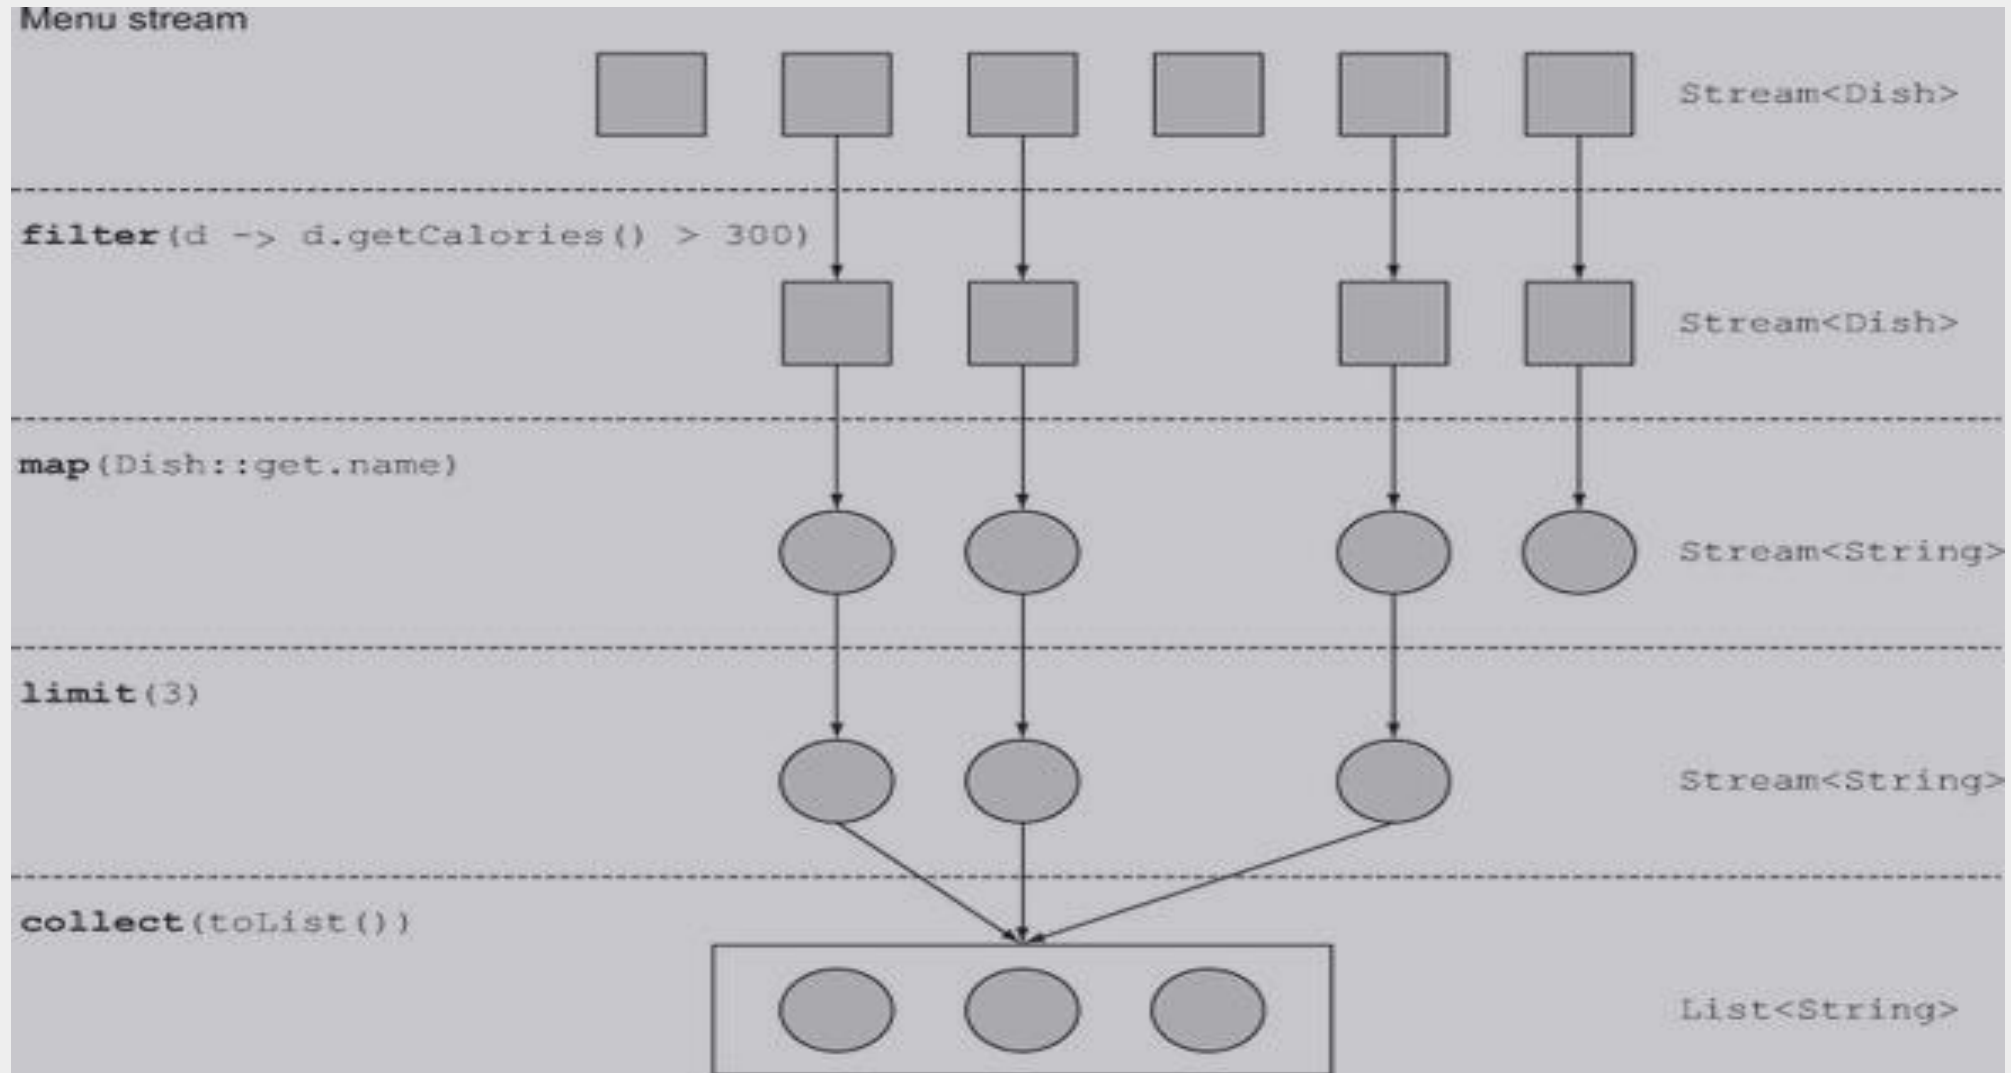 Menu stream
Stream<Dish>
filter(d -> d.getCalories() > 300)
Stream<Dish>
map(Dish::get.name)
Stream<String>
limit(3)
Stream<String>
collect(toList())
List<String>